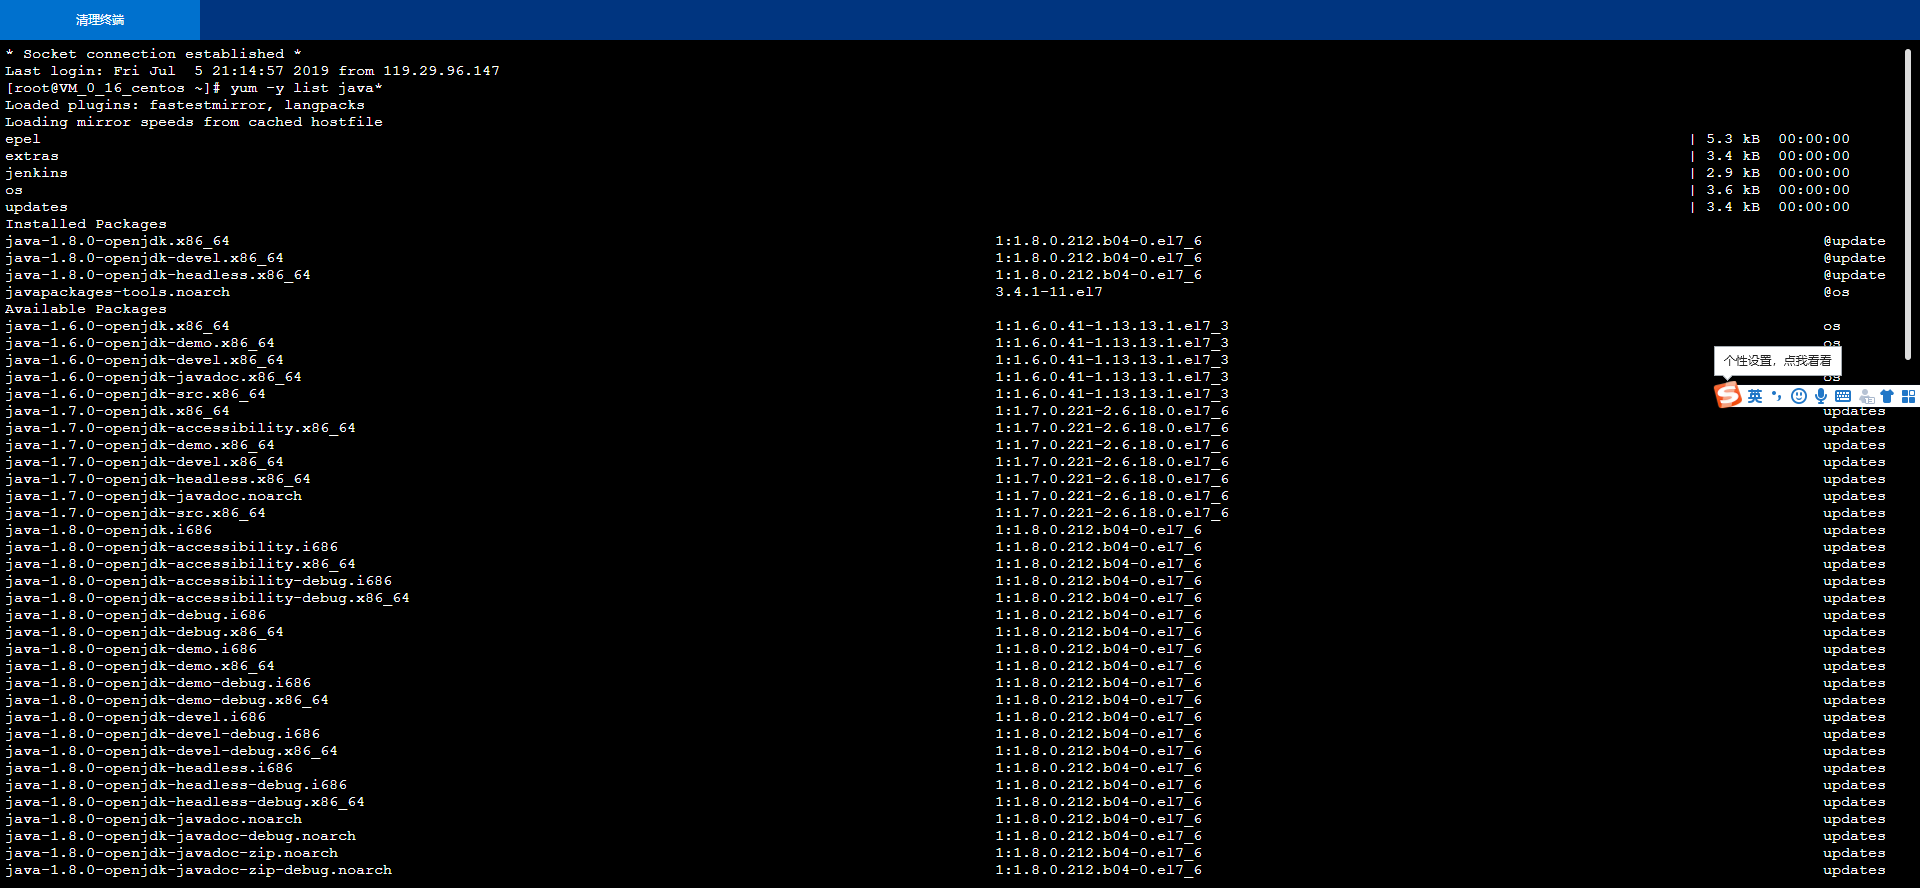 清理终端
* Socket connection established *
Last login: Fri Jul  5 21:14:57 2019 from 119.29.96.147
[root@VM_0_16_centos ~]# yum -y list java*
Loaded plugins: fastestmirror, langpacks
Loading mirror speeds from cached hostfile
epel | 5.3 kB  00:00:00
extras | 3.4 kB  00:00:00
jenkins | 2.9 kB  00:00:00
os | 3.6 kB  00:00:00
updates | 3.4 kB  00:00:00
Installed Packages
java-1.8.0-openjdk.x86_64 1:1.8.0.212.b04-0.el7_6 @update
java-1.8.0-openjdk-devel.x86_64 1:1.8.0.212.b04-0.el7_6 @update
java-1.8.0-openjdk-headless.x86_64 1:1.8.0.212.b04-0.el7_6 @update
javapackages-tools.noarch 3.4.1-11.el7 @os
Available Packages
java-1.6.0-openjdk.x86_64 1:1.6.0.41-1.13.13.1.el7_3 os
java-1.6.0-openjdk-demo.x86_64 1:1.6.0.41-1.13.13.1.el7_3 os
java-1.6.0-openjdk-devel.x86_64 1:1.6.0.41-1.13.13.1.el7_3
个性设置，点我看看
java-1.6.0-openjdk-javadoc.x86_64 1:1.6.0.41-1.13.13.1.el7_3 os
java-1.6.0-openjdk-src.x86_64 1:1.6.0.41-1.13.13.1.el7_3
英
java-1.7.0-openjdk.x86_64 1:1.7.0.221-2.6.18.0.el7_6 updates
java-1.7.0-openjdk-accessibility.x86_64 1:1.7.0.221-2.6.18.0.el7_6 updates
java-1.7.0-openjdk-demo.x86_64 1:1.7.0.221-2.6.18.0.el7_6 updates
java-1.7.0-openjdk-devel.x86_64 1:1.7.0.221-2.6.18.0.el7_6 updates
java-1.7.0-openjdk-headless.x86_64 1:1.7.0.221-2.6.18.0.el7_6 updates
java-1.7.0-openjdk-javadoc.noarch 1:1.7.0.221-2.6.18.0.el7_6 updates
java-1.7.0-openjdk-src.x86_64 1:1.7.0.221-2.6.18.0.el7_6 updates
java-1.8.0-openjdk.i686 1:1.8.0.212.b04-0.el7_6 updates
java-1.8.0-openjdk-accessibility.i686 1:1.8.0.212.b04-0.el7_6 updates
java-1.8.0-openjdk-accessibility.x86_64 1:1.8.0.212.b04-0.el7_6 updates
java-1.8.0-openjdk-accessibility-debug.i686 1:1.8.0.212.b04-0.el7_6 updates
java-1.8.0-openjdk-accessibility-debug.x86_64 1:1.8.0.212.b04-0.el7_6 updates
java-1.8.0-openjdk-debug.i686 1:1.8.0.212.b04-0.el7_6 updates
java-1.8.0-openjdk-debug.x86_64 1:1.8.0.212.b04-0.el7_6 updates
java-1.8.0-openjdk-demo.i686 1:1.8.0.212.b04-0.el7_6 updates
java-1.8.0-openjdk-demo.x86_64 1:1.8.0.212.b04-0.el7_6 updates
java-1.8.0-openjdk-demo-debug.i686 1:1.8.0.212.b04-0.el7_6 updates
java-1.8.0-openjdk-demo-debug.x86_64 1:1.8.0.212.b04-0.el7_6 updates
java-1.8.0-openjdk-devel.i686 1:1.8.0.212.b04-0.el7_6 updates
java-1.8.0-openjdk-devel-debug.i686 1:1.8.0.212.b04-0.el7_6 updates
java-1.8.0-openjdk-devel-debug.x86_64 1:1.8.0.212.b04-0.el7_6 updates
java-1.8.0-openjdk-headless.i686 1:1.8.0.212.b04-0.el7_6 updates
java-1.8.0-openjdk-headless-debug.i686 1:1.8.0.212.b04-0.el7_6 updates
java-1.8.0-openjdk-headless-debug.x86_64 1:1.8.0.212.b04-0.el7_6 updates
java-1.8.0-openjdk-javadoc.noarch 1:1.8.0.212.b04-0.el7_6 updates
java-1.8.0-openjdk-javadoc-debug.noarch 1:1.8.0.212.b04-0.el7_6 updates
java-1.8.0-openjdk-javadoc-zip.noarch 1:1.8.0.212.b04-0.el7_6 updates
java-1.8.0-openjdk-javadoc-zip-debug.noarch 1:1.8.0.212.b04-0.el7_6 updates